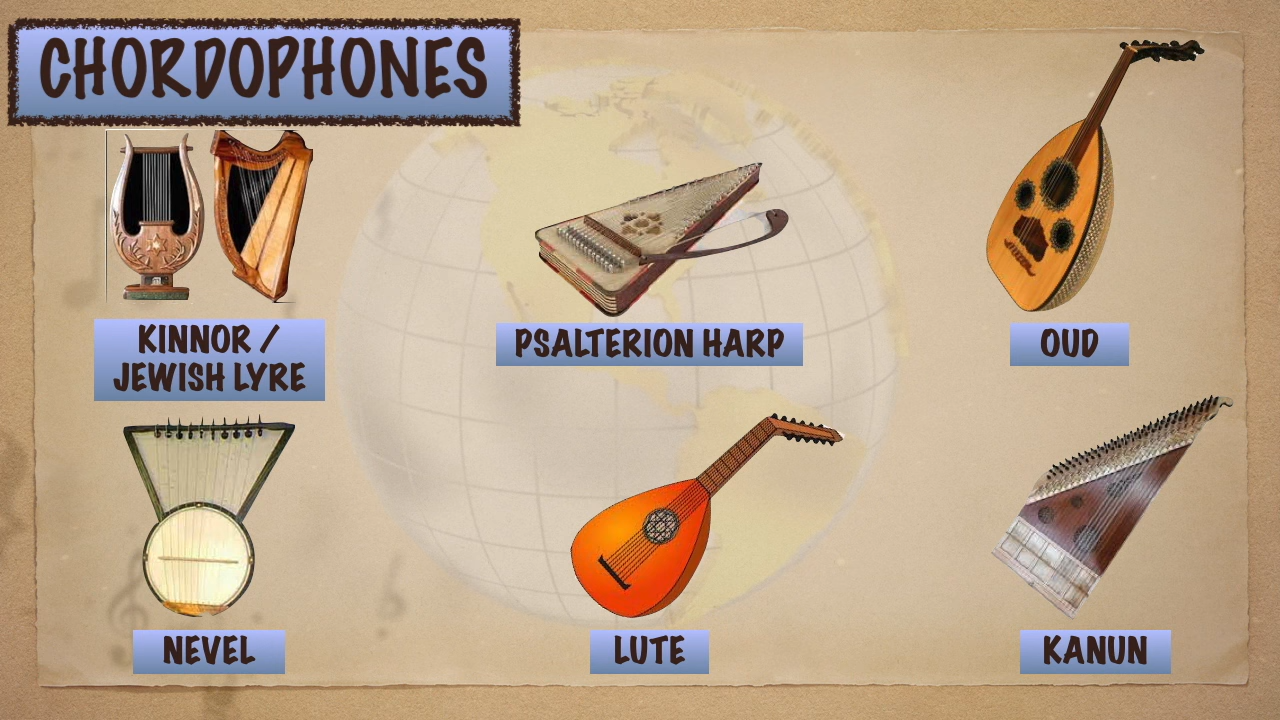 CHORDOPHONES
KINNOR /
JEWISH LYRE
PSALTERION HARP
OUD
NEVEL
LUTE
KANUN